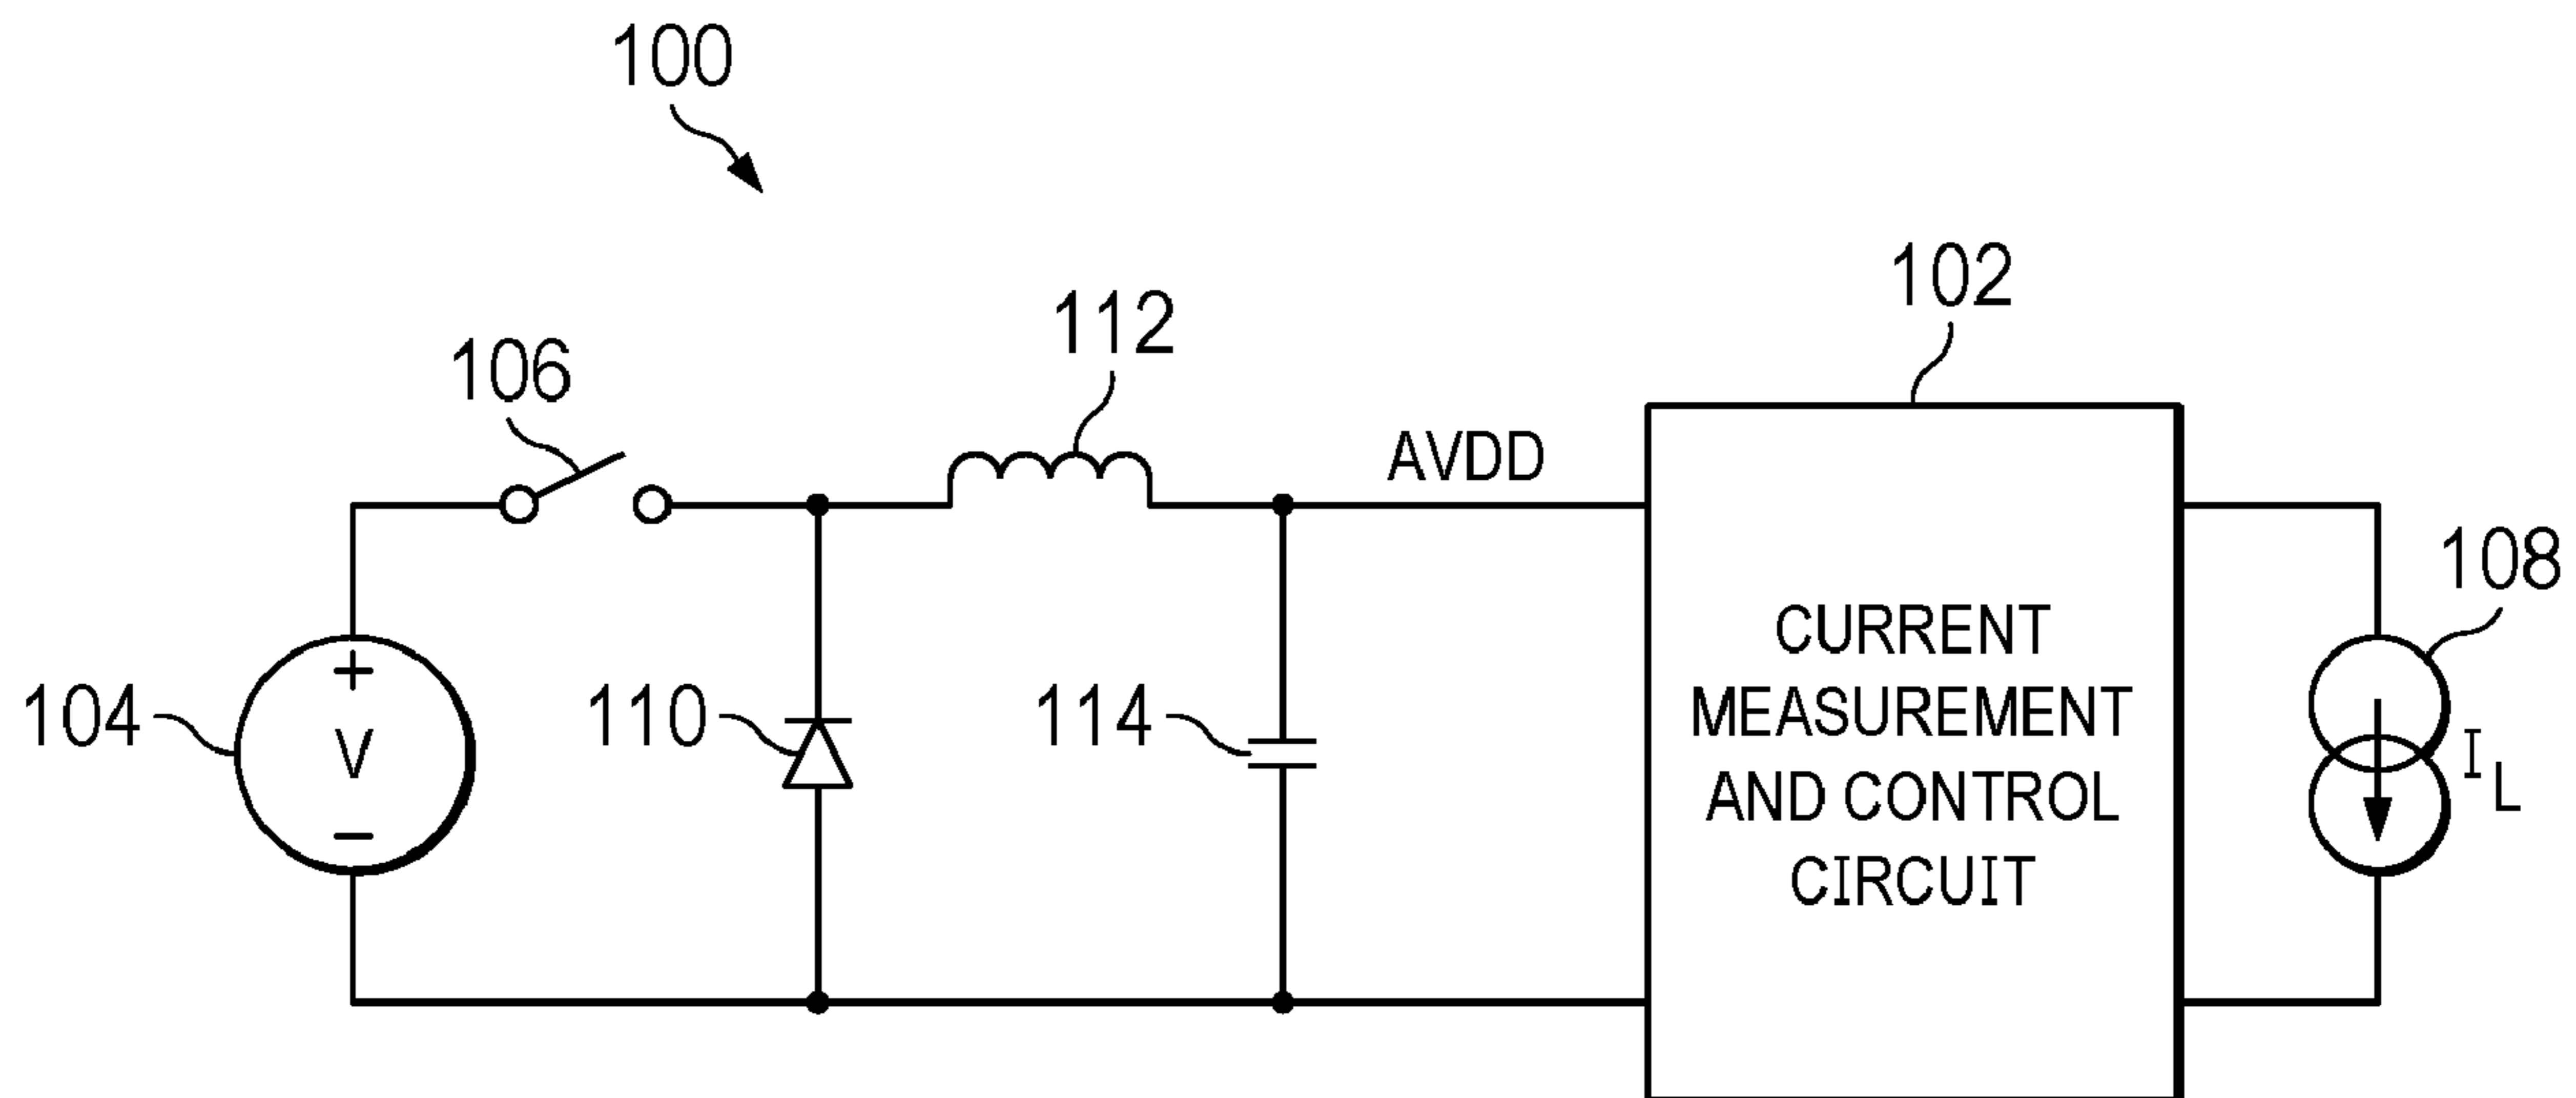 100
102
112
106
AVDD
108
104
+
V
−
110
114
CURRENT
MEASUREMENT
AND CONTROL
CIRCUIT
I L